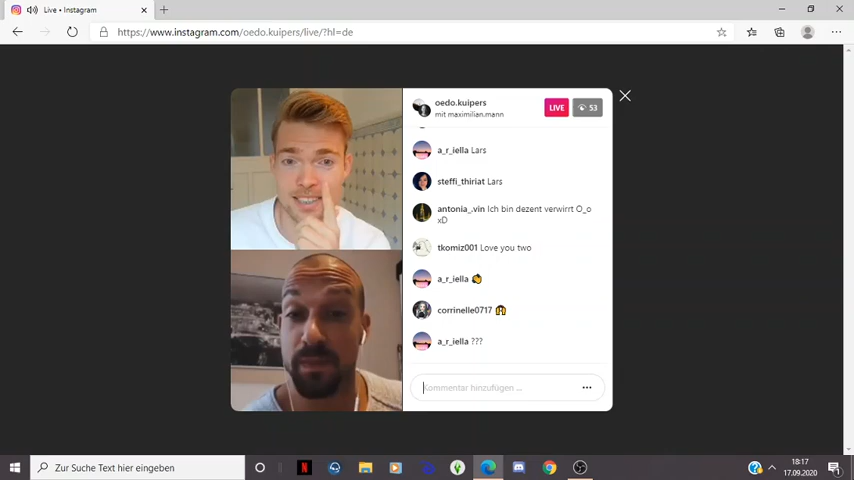 Live • Instagram
https://www.instagram.com/oedo.kuipers/live/?hl=de
oedo.kuipers
mit maximilian.mann
LIVE
53
a_r_iella Lars
steffi_thiriat Lars
antonia_.vin Ich bin dezent verwirrt O_o
xD
tkomiz001 Love you two
a_r_iella
corrinelle0717
a_r_iella ???
Kommentar hinzufügen ...
Zur Suche Text hier eingeben
18:17
17.09.2020